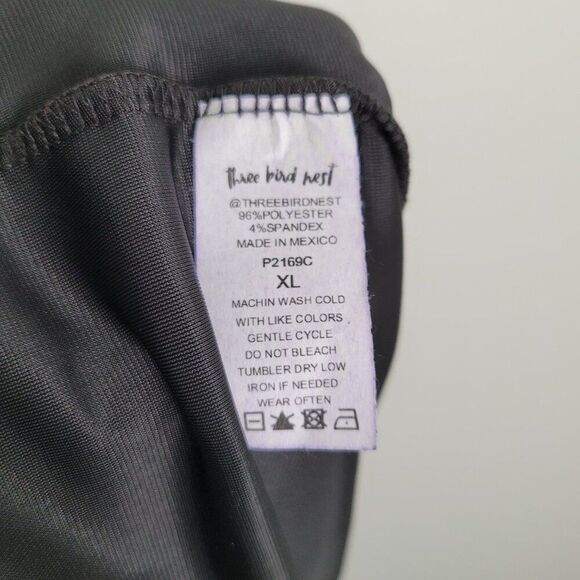 three bird nest
@THREEBIRDNEST
96%POLYESTER
4%SPANDEX
MADE IN MEXICO
P2169C
XL
MACHIN WASH COLD
WITH LIKE COLORS
GENTLE CYCLE
DO NOT BLEACH
TUMBLER DRY LOW
IRON IF NEEDED
WEAR OFTEN